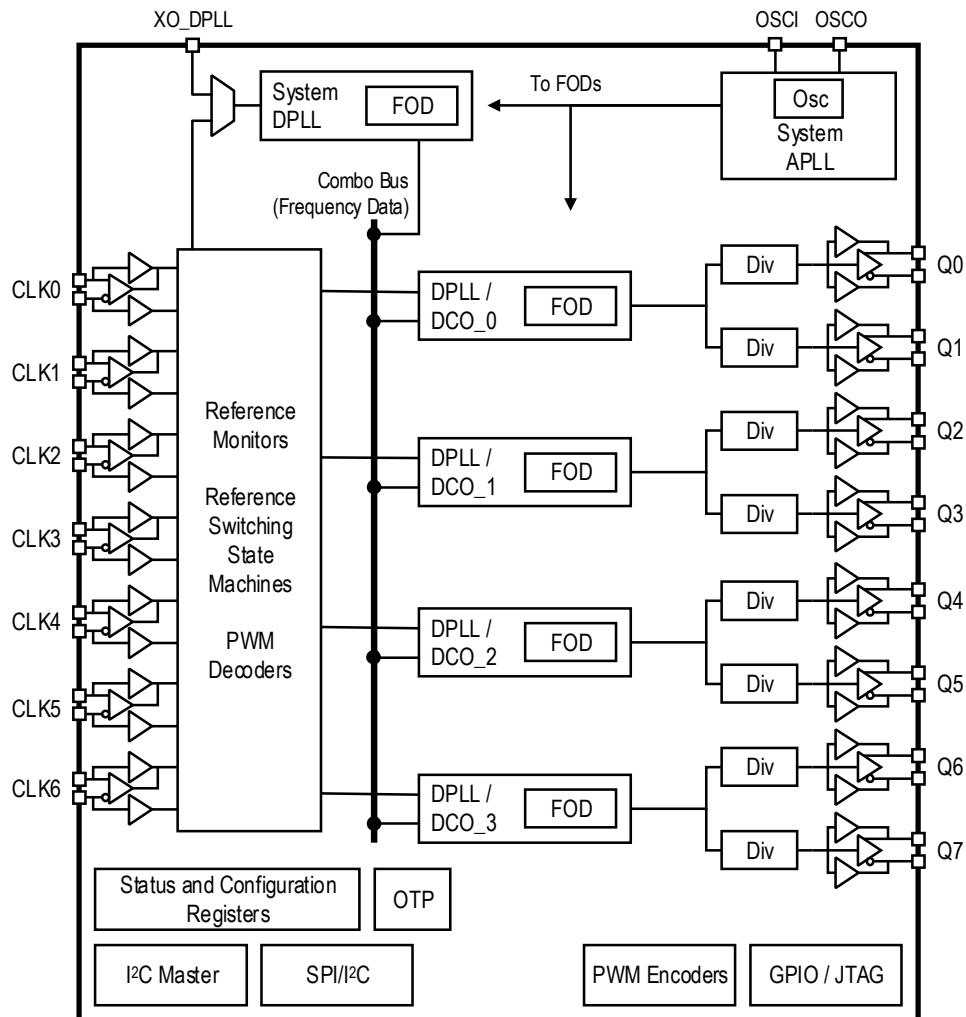 XO_DPLL
OSCI
OSCO
System
DPLL
FOD
To FODs
Osc
System
APLL
Combo Bus
(Frequency Data)
CLK0
CLK1
CLK2
CLK3
CLK4
CLK5
CLK6
Reference
Monitors
Reference
Switching
State
Machines
PWM
Decoders
DPLL /
DCO_0
FOD
DPLL /
DCO_1
FOD
DPLL /
DCO_2
FOD
DPLL /
DCO_3
FOD
Div
Div
Div
Div
Div
Div
Div
Div
Q0
Q1
Q2
Q3
Q4
Q5
Q6
Q7
Status and Configuration
Registers
OTP
I²C Master
SPI/I²C
PWM Encoders
GPIO / JTAG